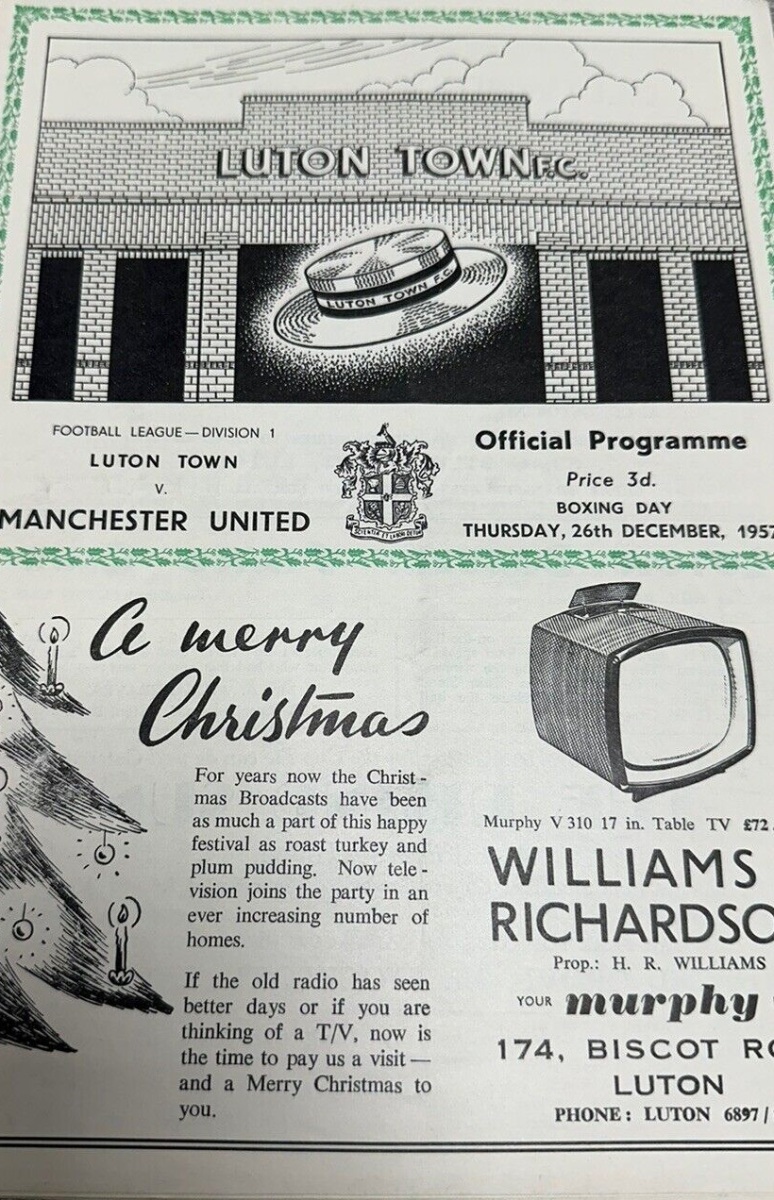 LUTON TOWN F.C.
LUTON TOWN F.C.
FOOTBALL LEAGUE — DIVISION 1
LUTON TOWN
V.
MANCHESTER UNITED
Official Programme
Price 3d.
BOXING DAY
THURSDAY, 26th DECEMBER, 1957
A merry
Christmas
For years now the Christ-
mas Broadcasts have been
as much a part of this happy
festival as roast turkey and
plum pudding. Now tele-
vision joins the party in an
ever increasing number of
homes.
If the old radio has seen
better days or if you are
thinking of a T/V, now is
the time to pay us a visit —
and a Merry Christmas to
you.
Murphy V 310 17 in. Table TV £72
WILLIAMS
RICHARDSO
Prop.: H. R. WILLIAMS
YOUR murphy
174, BISCOT RO
LUTON
PHONE: LUTON 6897 /